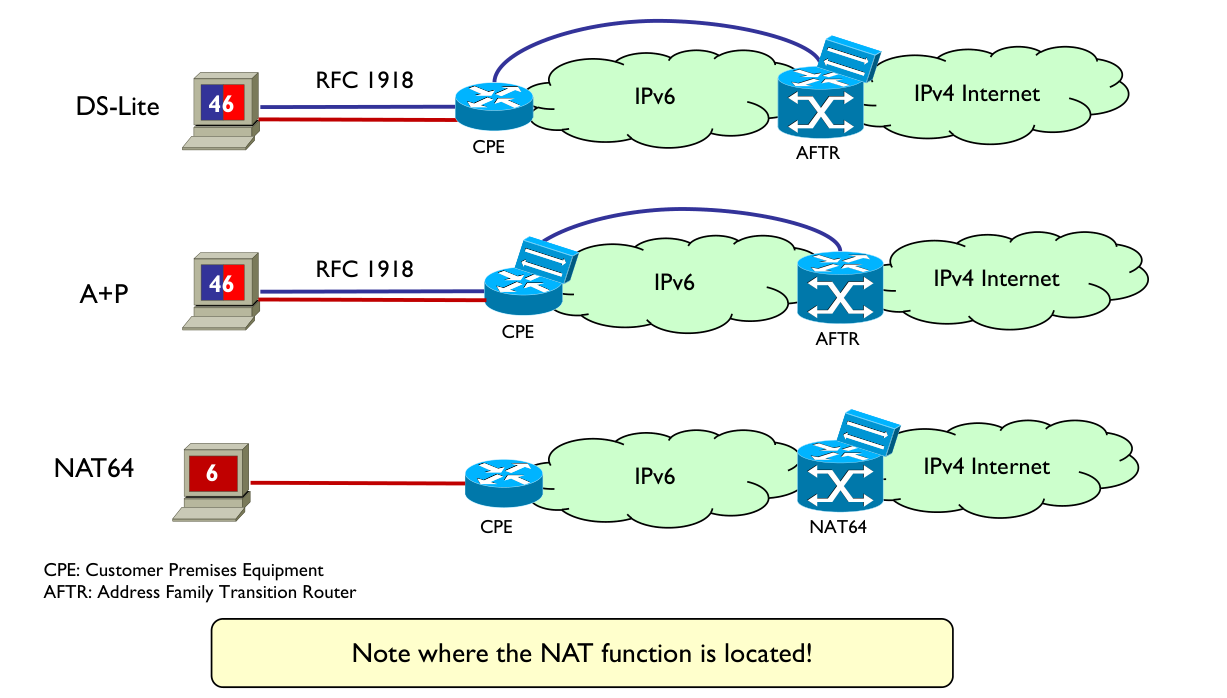 DS-Lite
46
RFC 1918
CPE
IPv6
AFTR
IPv4 Internet
A+P
46
RFC 1918
CPE
IPv6
AFTR
IPv4 Internet
NAT64
6
CPE
IPv6
NAT64
IPv4 Internet
CPE: Customer Premises Equipment
AFTR: Address Family Transition Router
Note where the NAT function is located!